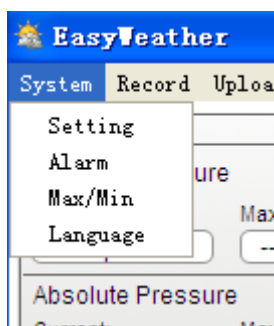 EasyWeather
System Record Uploa
Setting
Alarm
Max/Min
Language
ure
Max
--
Absolute Pressure